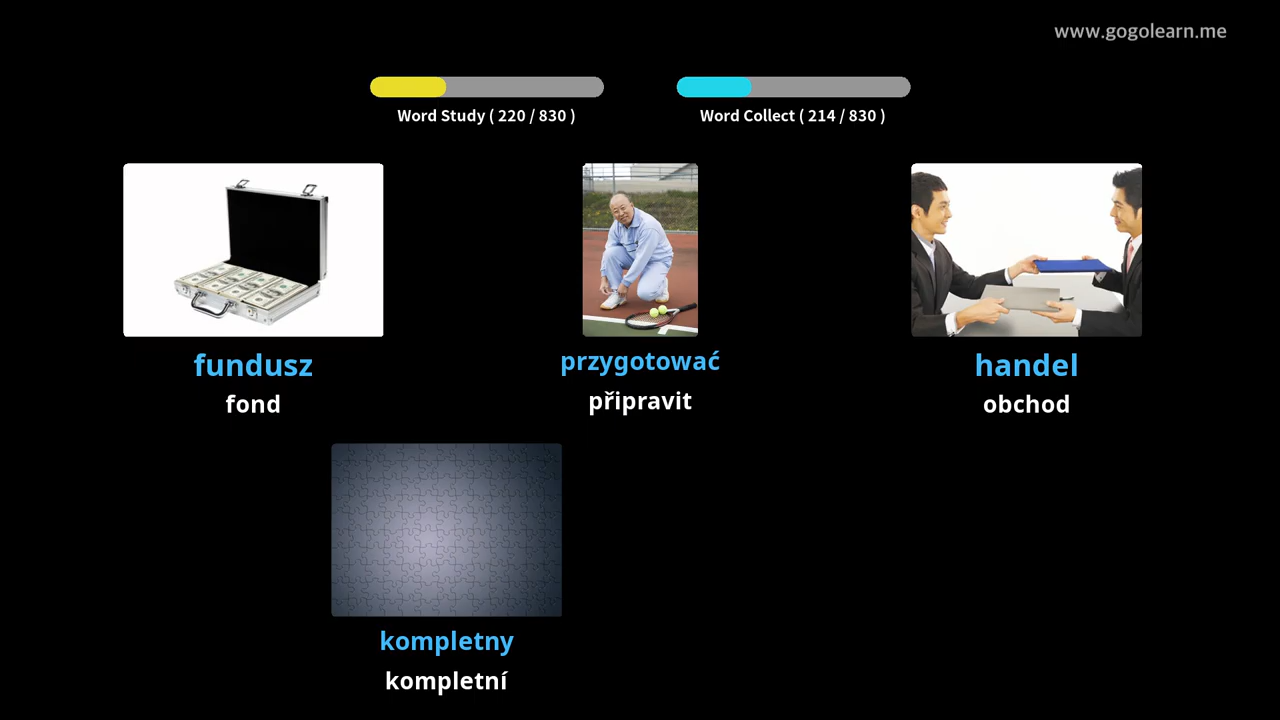 www.gogolearn.me
Word Study ( 220 / 830 )
Word Collect ( 214 / 830 )
fundusz
fond
przygotować
připravit
handel
obchod
kompletny
kompletní